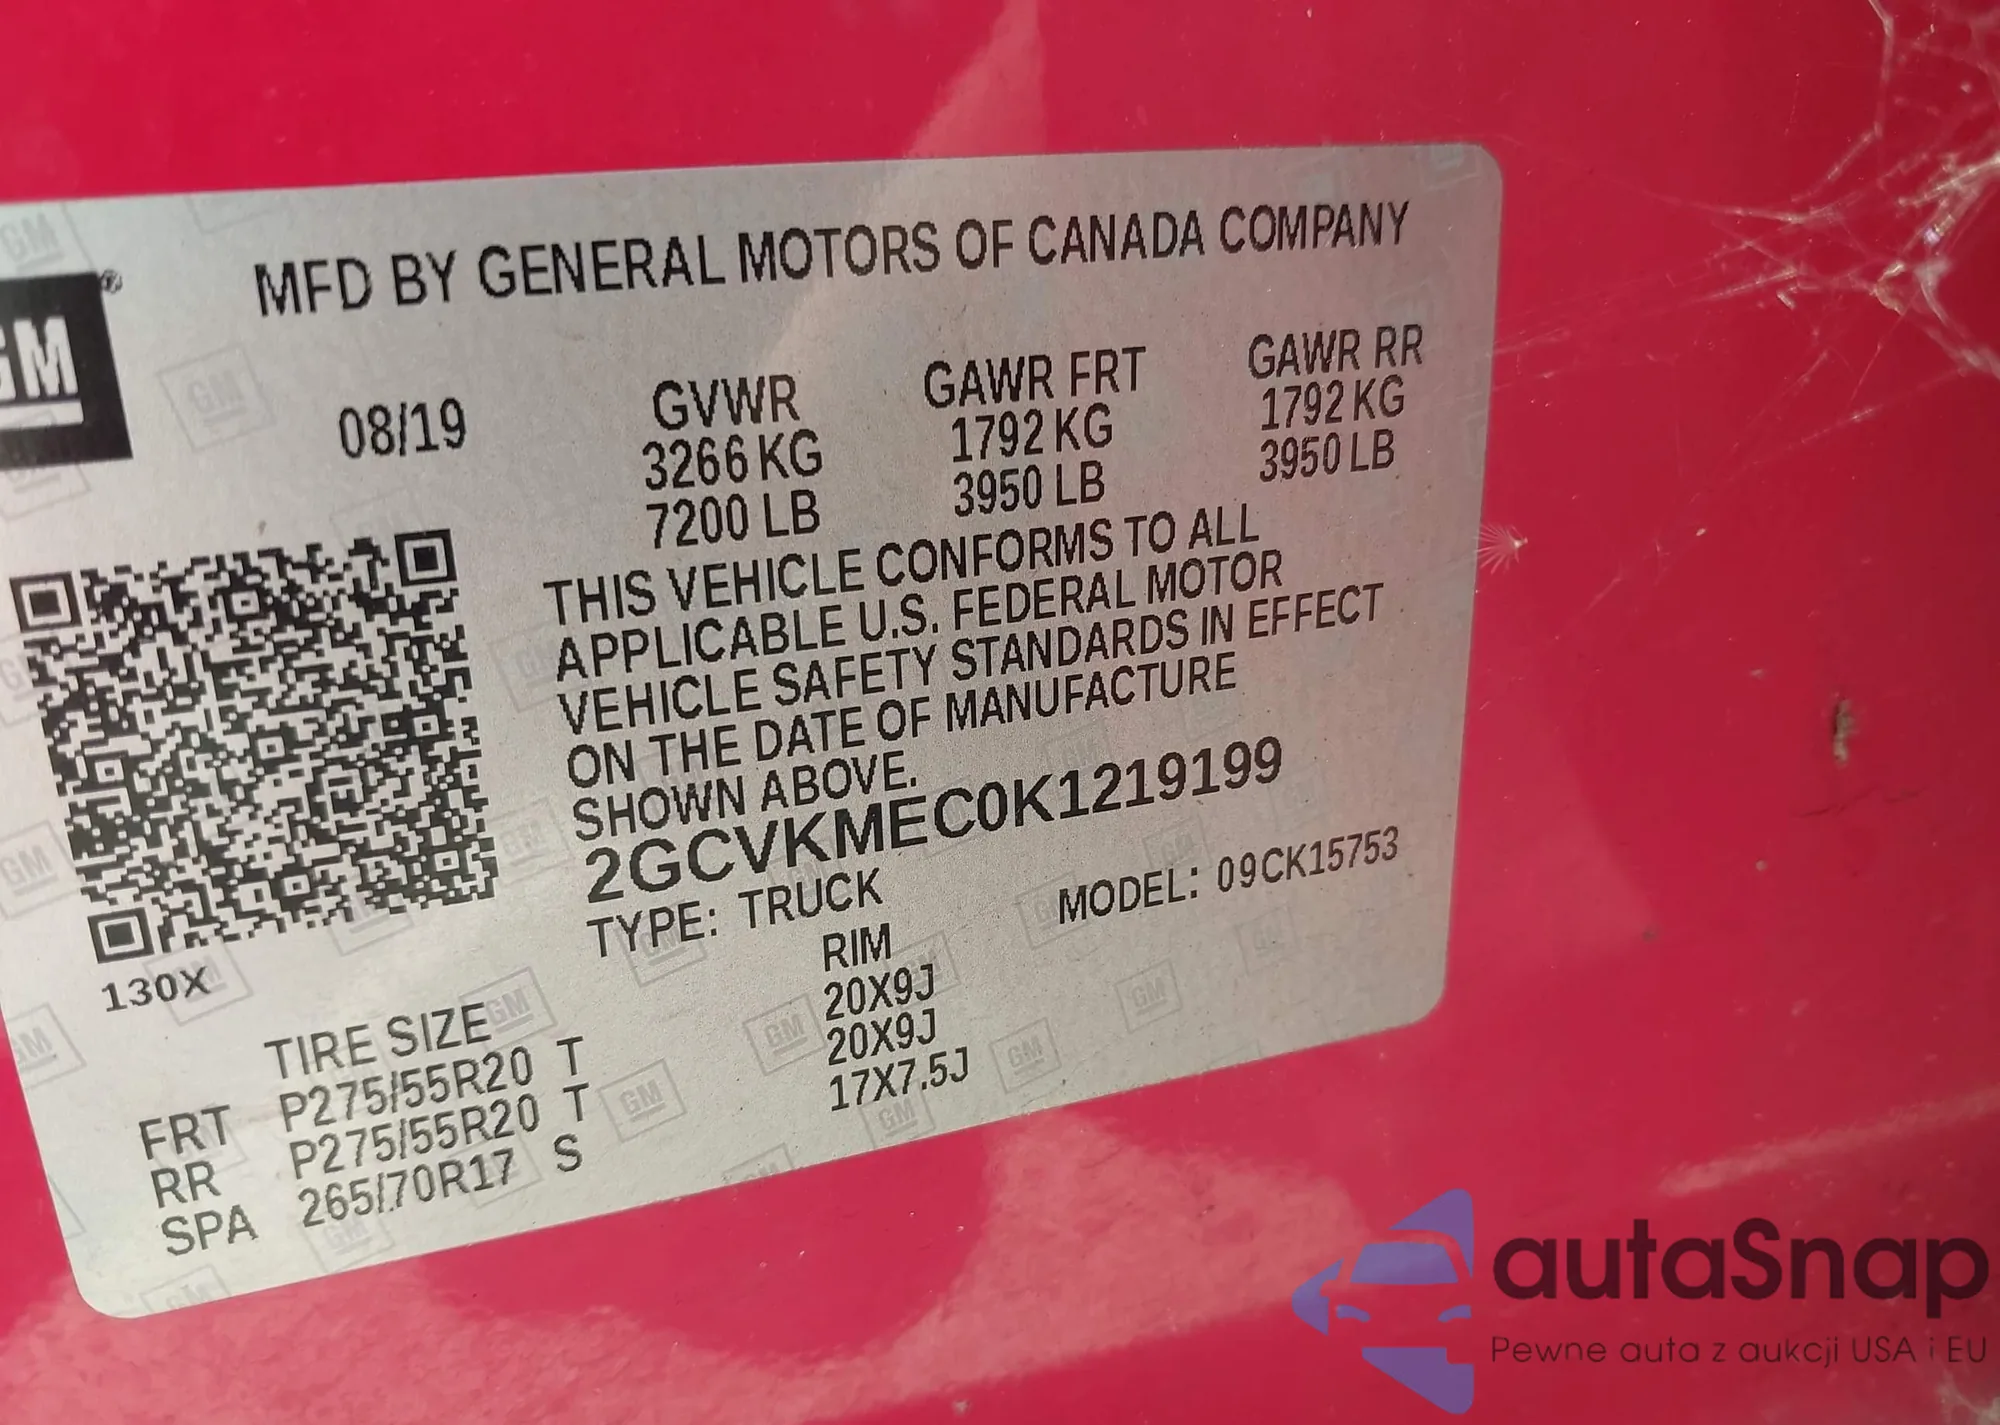 MFD BY GENERAL MOTORS OF CANADA COMPANY
GM®
08/19
GVWR GAWR FRT GAWR RR
3266 KG 1792 KG 1792 KG
7200 LB 3950 LB 3950 LB
THIS VEHICLE CONFORMS TO ALL
APPLICABLE U.S. FEDERAL MOTOR
VEHICLE SAFETY STANDARDS IN EFFECT
ON THE DATE OF MANUFACTURE
SHOWN ABOVE.
2GCVKMEC0K1219199
TYPE: TRUCK MODEL: 09CK15753
130X
TIRE SIZE RIM
FRT P275/55R20 T 20X9J
RR P275/55R20 T 20X9J
SPA 265/70R17 S 17X7.5J
autaSnap
Pewne auta z aukcji USA i EU